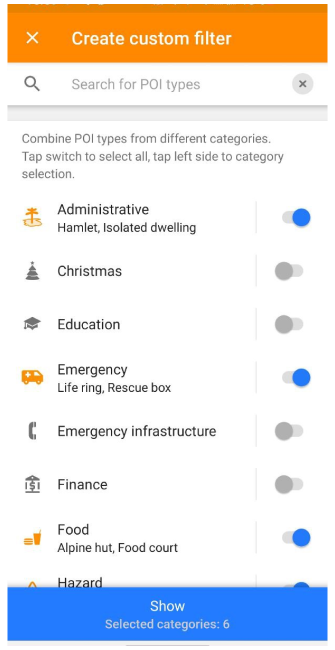 Create custom filter
Search for POI types
Combine POI types from different categories.
Tap switch to select all, tap left side to category
selection.
Administrative
Hamlet, Isolated dwelling
Christmas
Education
Emergency
Life ring, Rescue box
Emergency infrastructure
Finance
Food
Alpine hut, Food court
Hazard
Show
Selected categories: 6